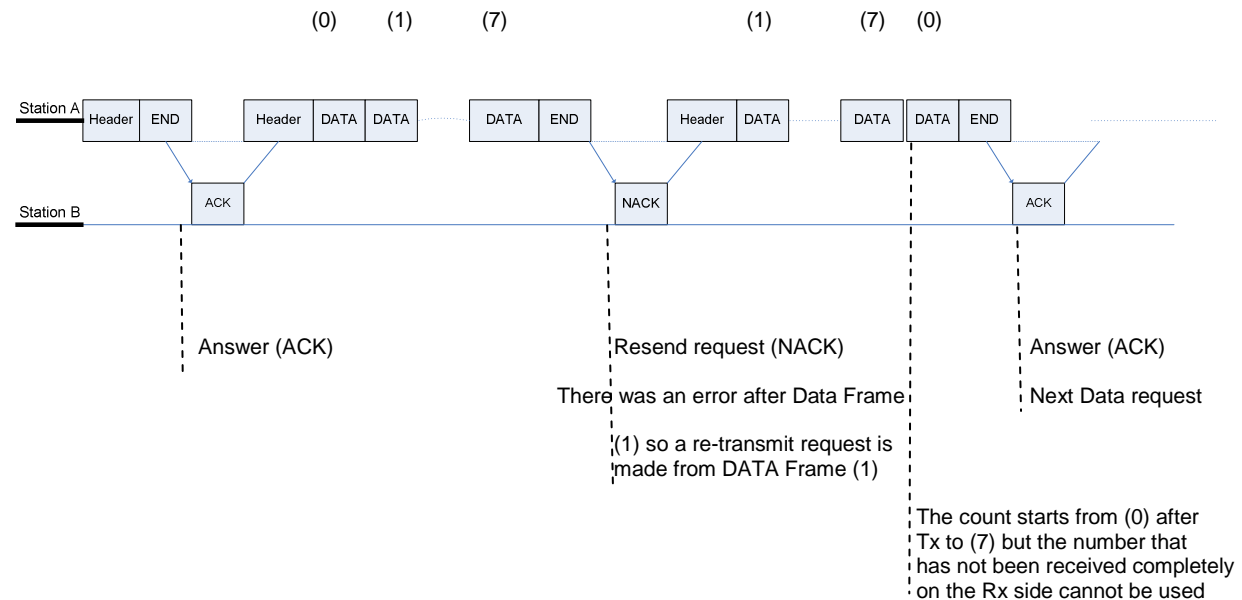 (0) (1) (7) (1) (7) (0)
Station A
Header END Header DATA DATA DATA END Header DATA DATA DATA END
ACK NACK ACK
Station B
Answer (ACK)
Resend request (NACK)
There was an error after Data Frame
(1) so a re-transmit request is
made from DATA Frame (1)
Answer (ACK)
Next Data request
The count starts from (0) after
Tx to (7) but the number that
has not been received completely
on the Rx side cannot be used